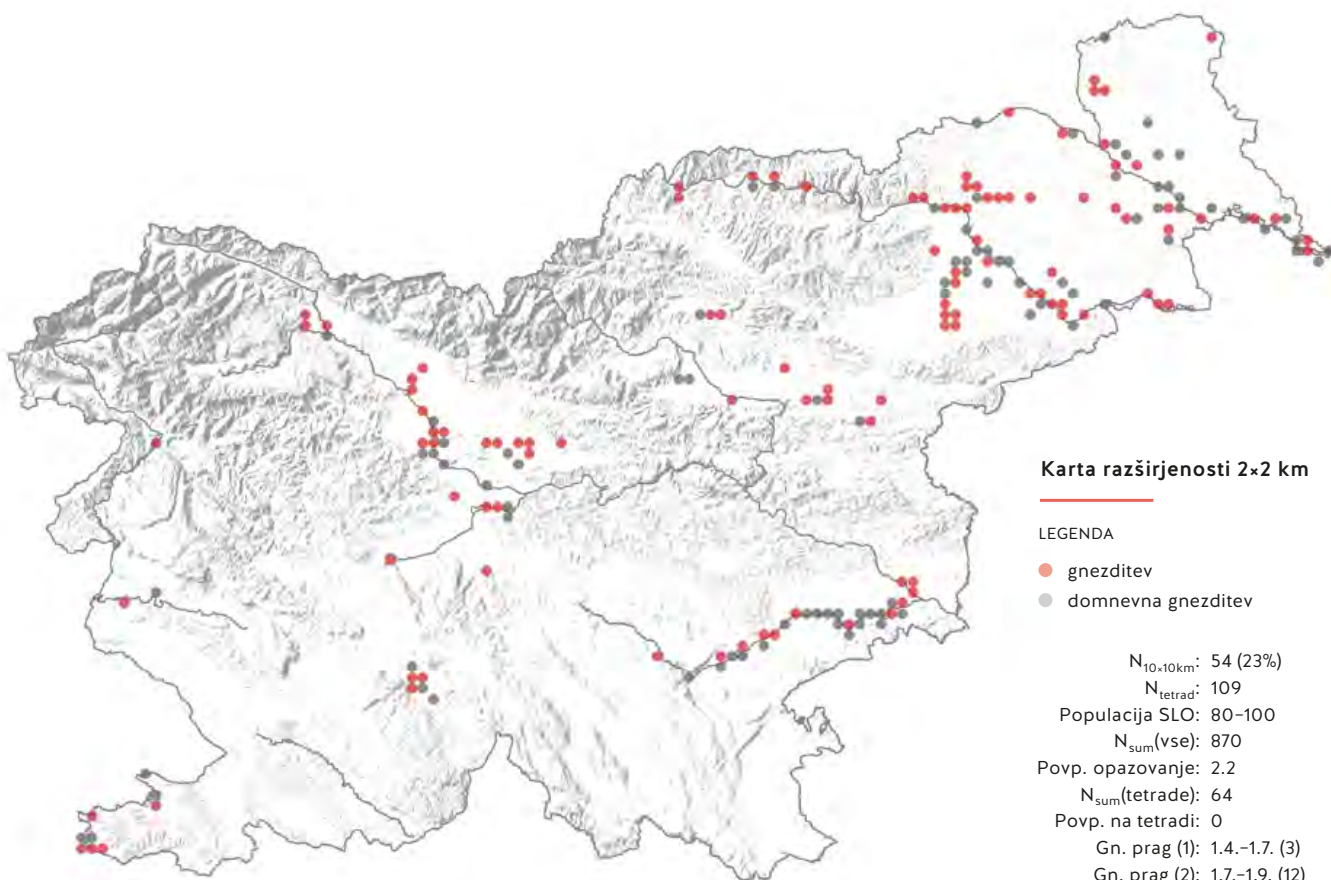 Karta razširjenosti 2×2 km
LEGENDA
gnezditev
domnevna gnezditev
N10×10km: 54 (23%)
Ntetrad: 109
Populacija SLO: 80–100
Nsum(vse): 870
Povp. opazovanje: 2.2
Nsum(tetrade): 64
Povp. na tetradi: 0
Gn. prag (1): 1.4.–1.7. (3)
Gn. prag (2): 1.7.–1.9. (12)